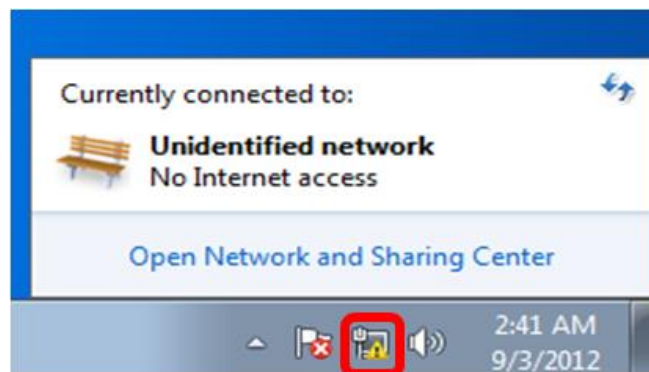 Currently connected to:
Unidentified network
No Internet access
Open Network and Sharing Center
2:41 AM
9/3/2012